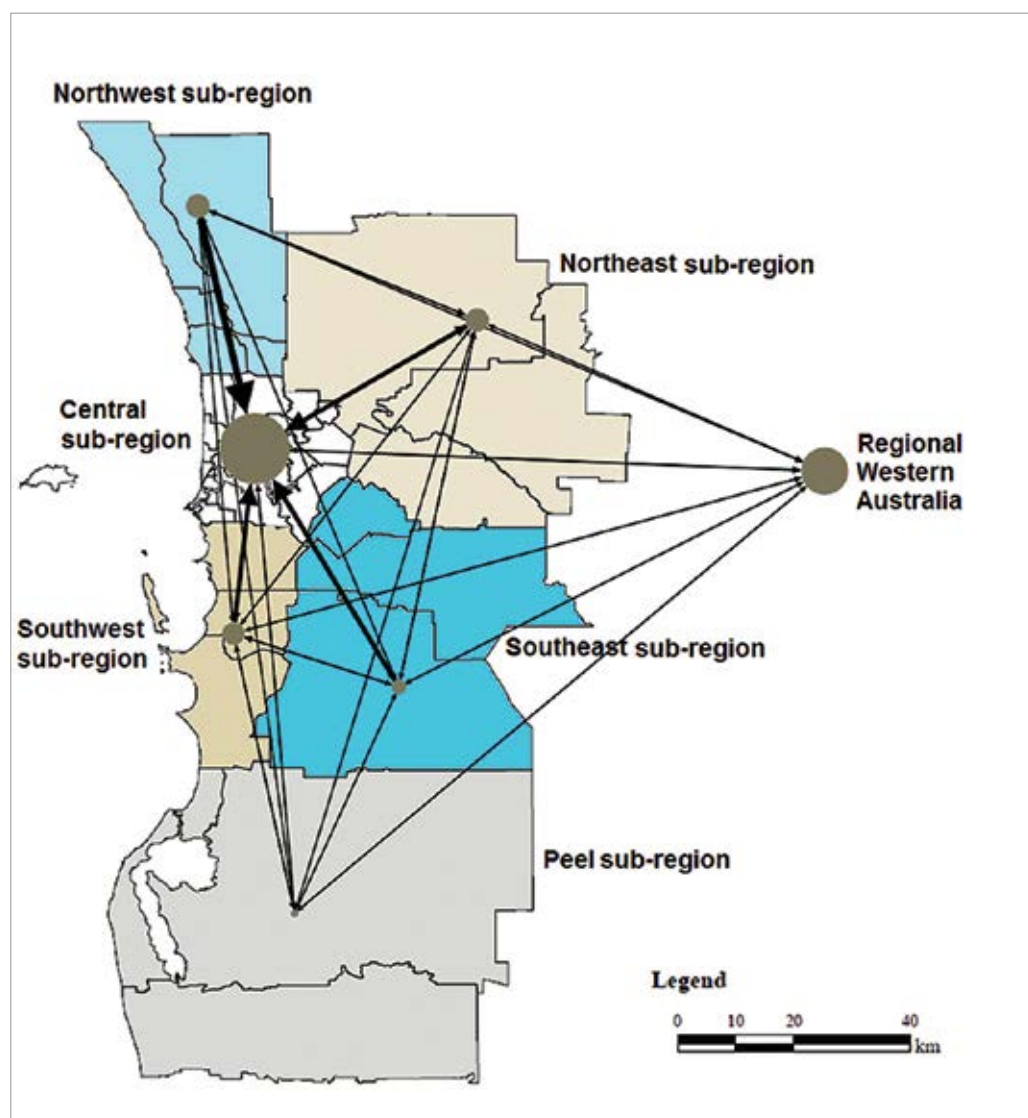 Northwest sub-region
Northeast sub-region
Central
sub-region
Regional
Western
Australia
Southwest
sub-region
Southeast sub-region
Peel sub-region
Legend
0 10 20 40
km